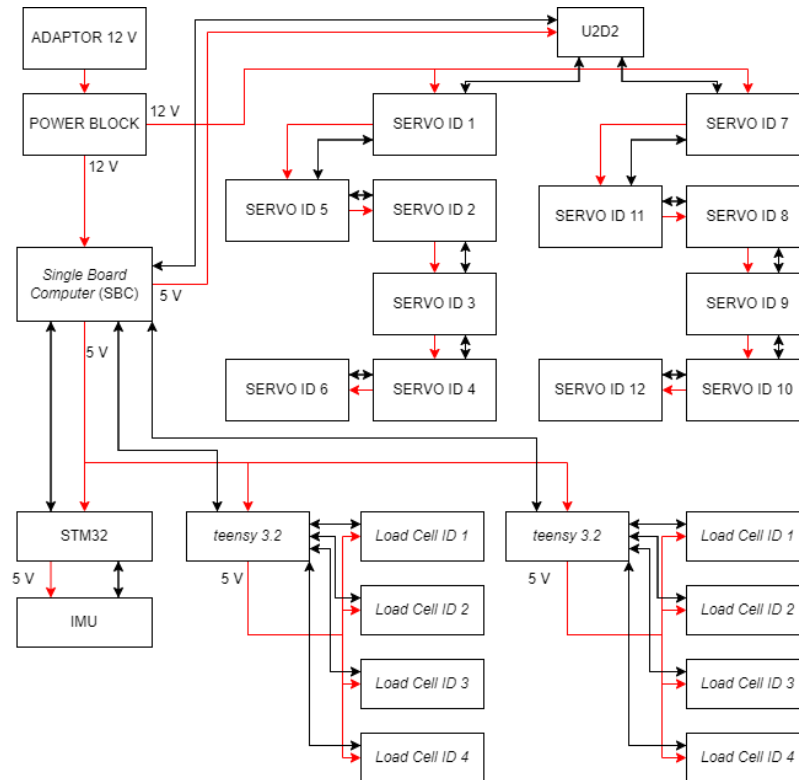 ADAPTOR 12 V
U2D2
POWER BLOCK
12 V
SERVO ID 1
SERVO ID 7
12 V
SERVO ID 5
SERVO ID 2
SERVO ID 11
SERVO ID 8
Single Board
Computer (SBC)
5 V
SERVO ID 3
SERVO ID 9
5 V
SERVO ID 6
SERVO ID 4
SERVO ID 12
SERVO ID 10
STM32
teensy 3.2
Load Cell ID 1
teensy 3.2
Load Cell ID 1
5 V
5 V
5 V
IMU
Load Cell ID 2
Load Cell ID 2
Load Cell ID 3
Load Cell ID 3
Load Cell ID 4
Load Cell ID 4